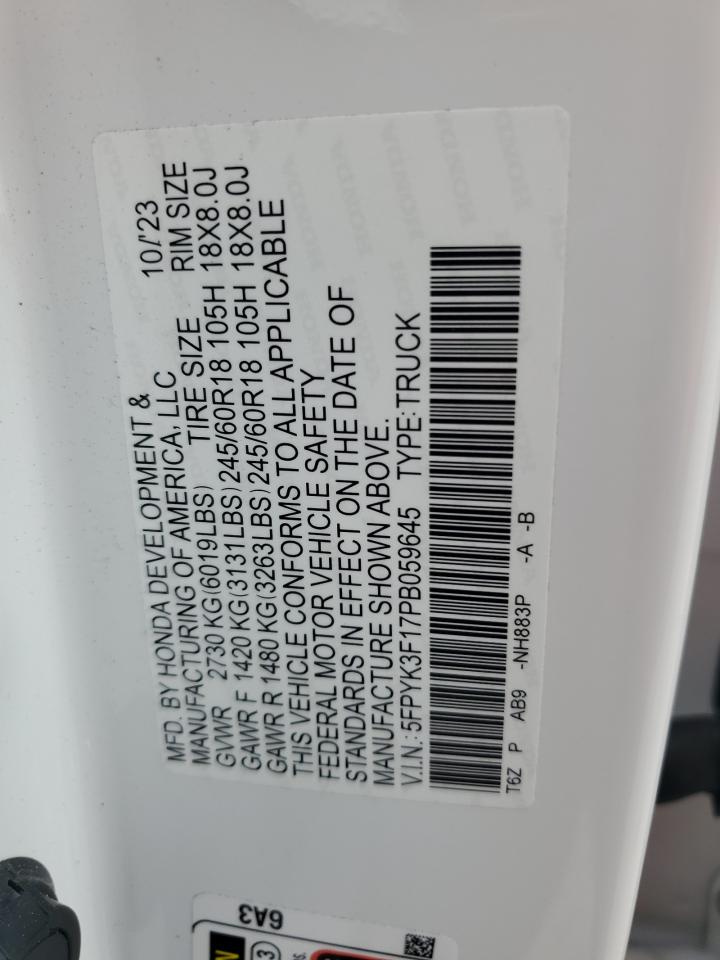 MFD. BY HONDA DEVELOPMENT & 10/23
MANUFACTURING OF AMERICA, LLC
TIRE SIZE RIM SIZE
GVWR 2730 KG(6019LBS)
GAWR F 1420 KG(3131LBS)245/60R18 105H 18X8.0J
GAWR R 1480 KG(3263LBS)245/60R18 105H 18X8.0J
THIS VEHICLE CONFORMS TO ALL APPLICABLE
FEDERAL MOTOR VEHICLE SAFETY
STANDARDS IN EFFECT ON THE DATE OF
MANUFACTURE SHOWN ABOVE.
V.I.N.:5FPYK3F17PB059645 TYPE:TRUCK
T6Z P AB9 -NH883P -A -B
6A3